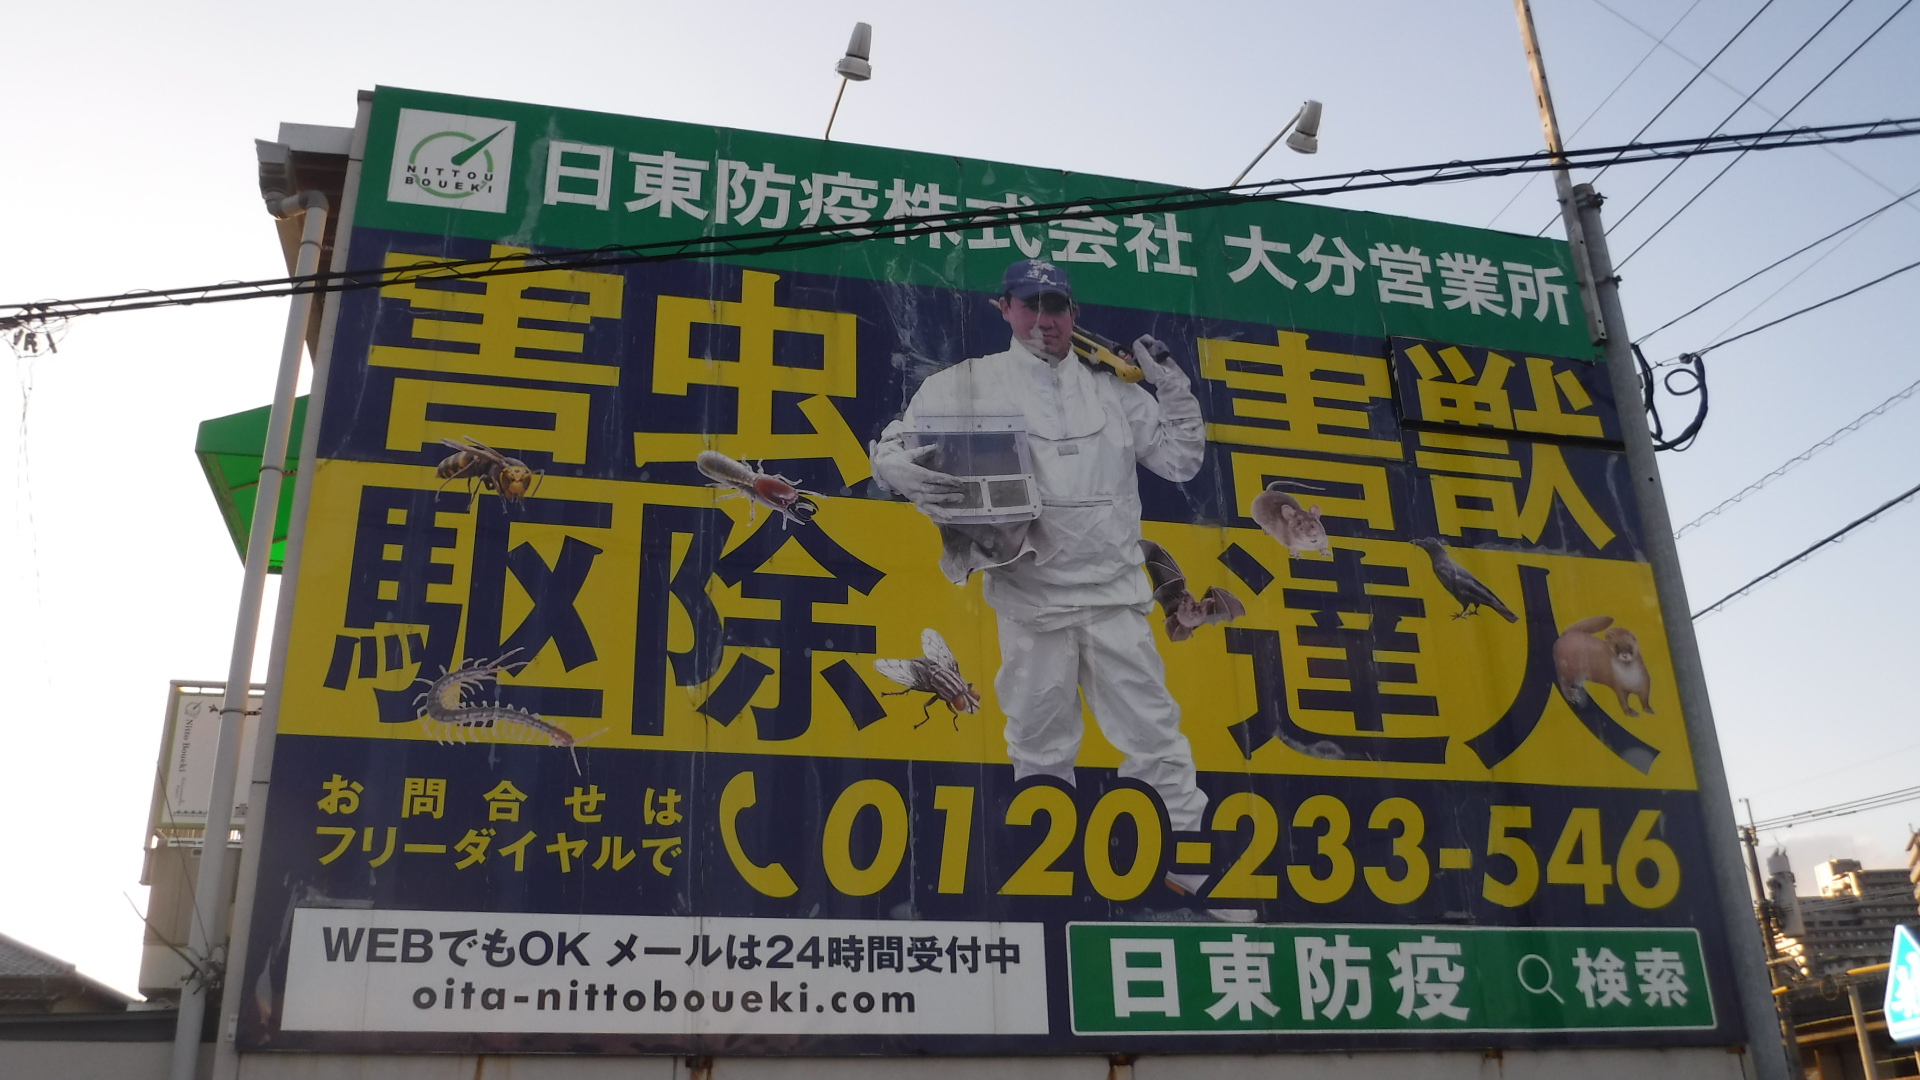 NITTOU
BOUEKI
日東防疫株式会社 大分営業所
害虫 害獣
駆除 達人
お問合せは
フリーダイヤルで
0120-233-546
WEBでもOK メールは24時間受付中
oita-nittoboueki.com
日東防疫 検索
Nitto Boueki